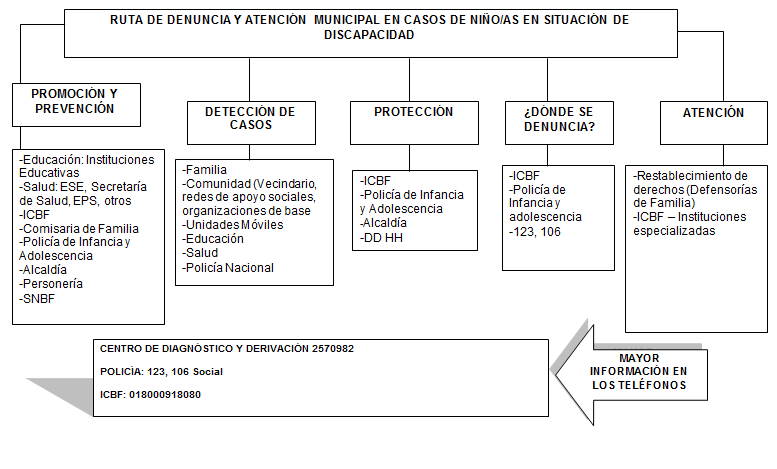 RUTA DE DENUNCIA Y ATENCIÓN MUNICIPAL EN CASOS DE NIÑO/AS EN SITUACIÓN DE
DISCAPACIDAD
PROMOCIÓN Y
PREVENCIÓN
-Educación: Instituciones
Educativas
-Salud: ESE, Secretaría
de Salud, EPS, otros
-ICBF
-Comisaria de Familia
-Policía de Infancia y
Adolescencia
-Alcaldía
-Personería
-SNBF
DETECCIÓN DE
CASOS
-Familia
-Comunidad (Vecindario,
redes de apoyo sociales,
organizaciones de base
-Unidades Móviles
-Educación
-Salud
-Policía Nacional
PROTECCIÓN
-ICBF
-Policía de Infancia
y Adolescencia
-Alcaldía
-DD HH
¿DÓNDE SE
DENUNCIA?
-ICBF
-Policía de
Infancia y
adolescencia
-123, 106
ATENCIÓN
-Restablecimiento de
derechos (Defensorías
de Familia)
-ICBF – Instituciones
especializadas
CENTRO DE DIAGNÓSTICO Y DERIVACIÓN 2570982
POLICÌA: 123, 106 Social
ICBF: 018000918080
MAYOR
INFORMACIÓN EN
LOS TELÉFONOS